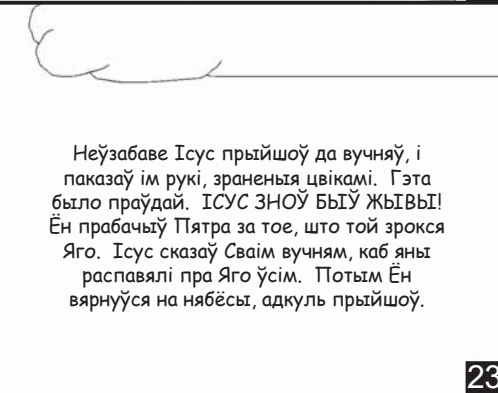 Неўзабаве Ісус прыйшоў да вучняў, і
паказаў ім рукі, зраненыя цвікамі.  Гэта
было праўдай.  ІСУС ЗНОЎ БЫЎ ЖЫВЫ!
Ён прабачыў Пятра за тое, што той зрокся
Яго.  Ісус сказаў Сваім вучням, каб яны
распавялі пра Яго ўсім.  Потым Ён
вярнуўся на нябёсы, адкуль прыйшоў.
23